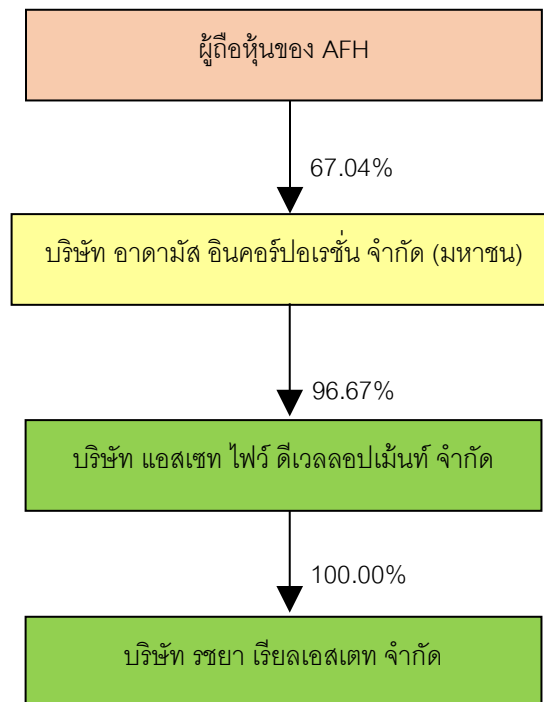 ผู้ถือหุ้นของ AFH
67.04%
บริษัท อาดามัส อินคอร์ปอเรชั่น จำกัด (มหาชน)
96.67%
บริษัท แอสเซท ไฟว์ ดีเวลลอปเม้นท์ จำกัด
100.00%
บริษัท รชยา เรียลเอสเตท จำกัด